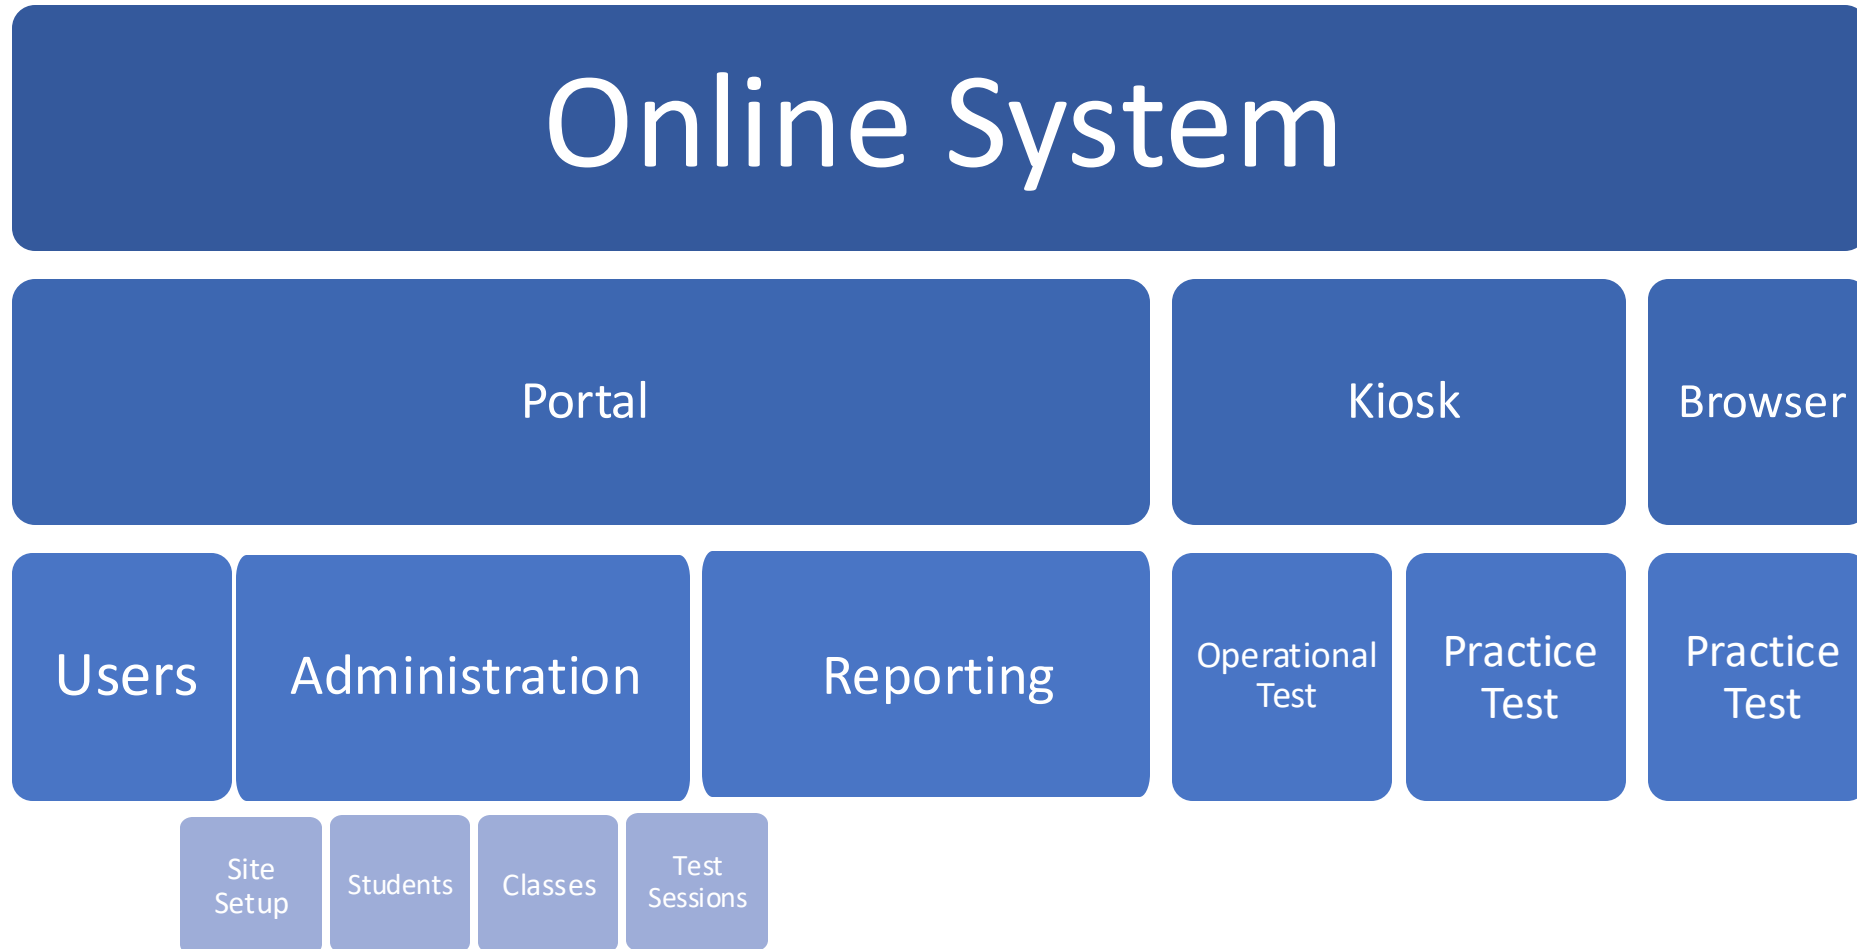 Online System
Portal
Kiosk
Browser
Users
Administration
Reporting
Operational
Test
Practice
Test
Practice
Test
Site
Setup
Students
Classes
Test
Sessions